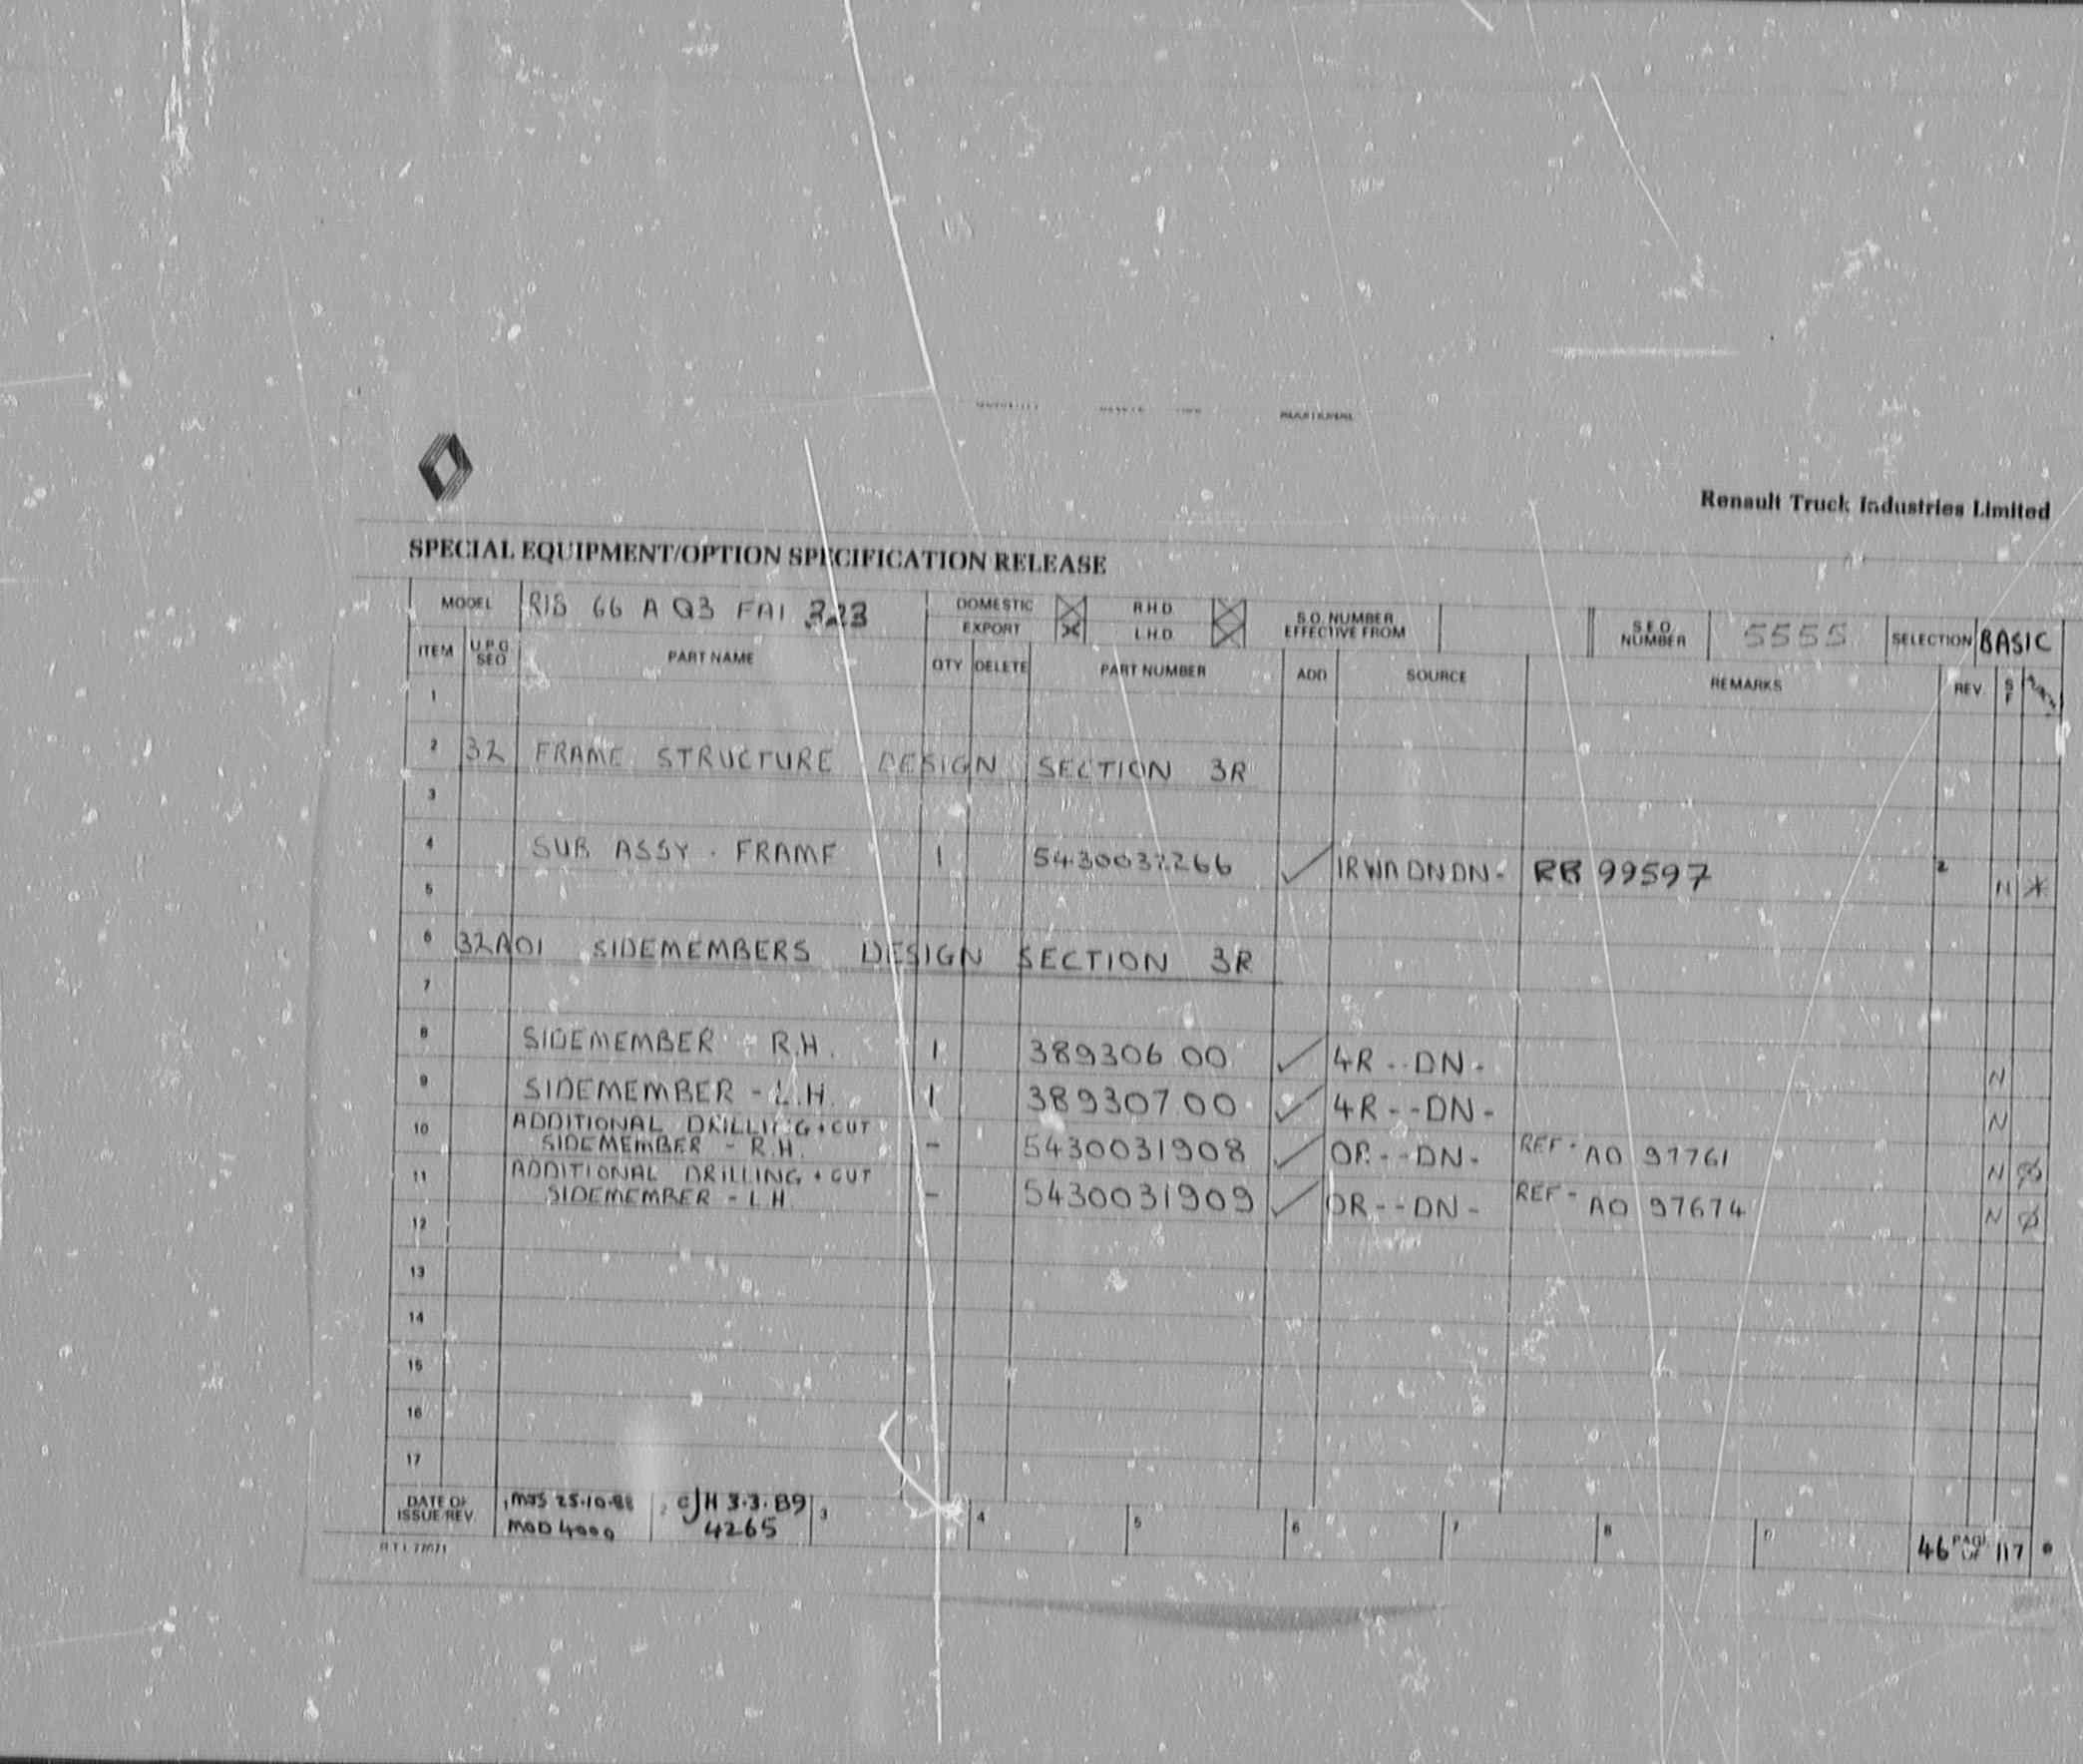 Renault Truck Industries Limited
SPECIAL EQUIPMENT/OPTION SPECIFICATION RELEASE
MODEL RIS 66 A Q3 FAI 323 DOMESTIC R.H.D. S.O. NUMBER EFFECTIVE FROM S.E.O. NUMBER 5555 SELECTION BASIC
EXPORT L.H.D.
ITEM U.P.G SEO PART NAME QTY DELETE PART NUMBER ADD SOURCE REMARKS REV. S F
1
2 32 FRAME STRUCTURE DESIGN SECTION 3R
3
4 SUB ASSY - FRAME 1 5430032266 ✓ IRWADNDN- RB 99597 2 N *
5
6 32A01 SIDEMEMBERS DESIGN SECTION 3R
7
8 SIDEMEMBER - R.H. 1 389306 00 ✓ 4R--DN- N
9 SIDEMEMBER - L.H. 1 389307 00 ✓ 4R--DN- N
10 ADDITIONAL DRILLING + CUT
SIDEMEMBER - R.H. - 5430031908 ✓ OR--DN- REF- AO 97761 N Ø
11 ADDITIONAL DRILLING + CUT
SIDEMEMBER - L.H. - 5430031909 ✓ OR--DN- REF- AO 97674 N Ø
12
13
14
15
16
17
DATE OF ISSUE/REV. 1 MJS 25.10.88 2 CJH 3.3.89 3 4 5 6 7 8 9
MOD 4265 46 PAGE OF 117